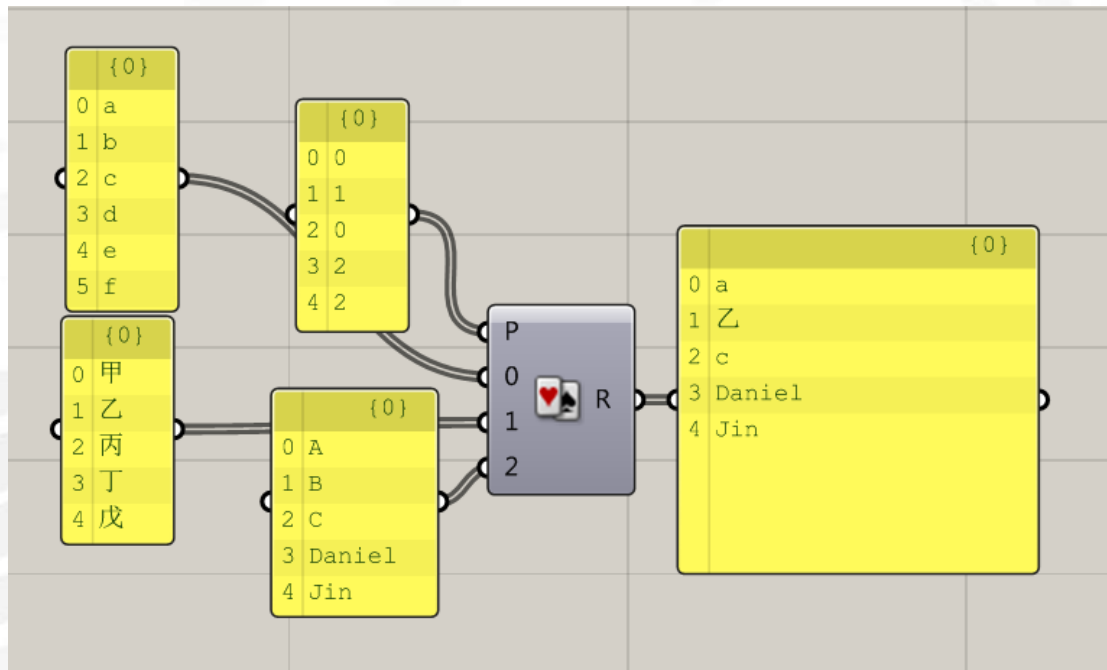 {0}
0 a
1 b
2 c
3 d
4 e
5 f
{0}
0 甲
1 乙
2 丙
3 丁
4 戊
{0}
0 0
1 1
2 0
3 2
4 2
{0}
0 A
1 B
2 C
3 Daniel
4 Jin
P
0
1
2
R
{0}
0 a
1 乙
2 c
3 Daniel
4 Jin